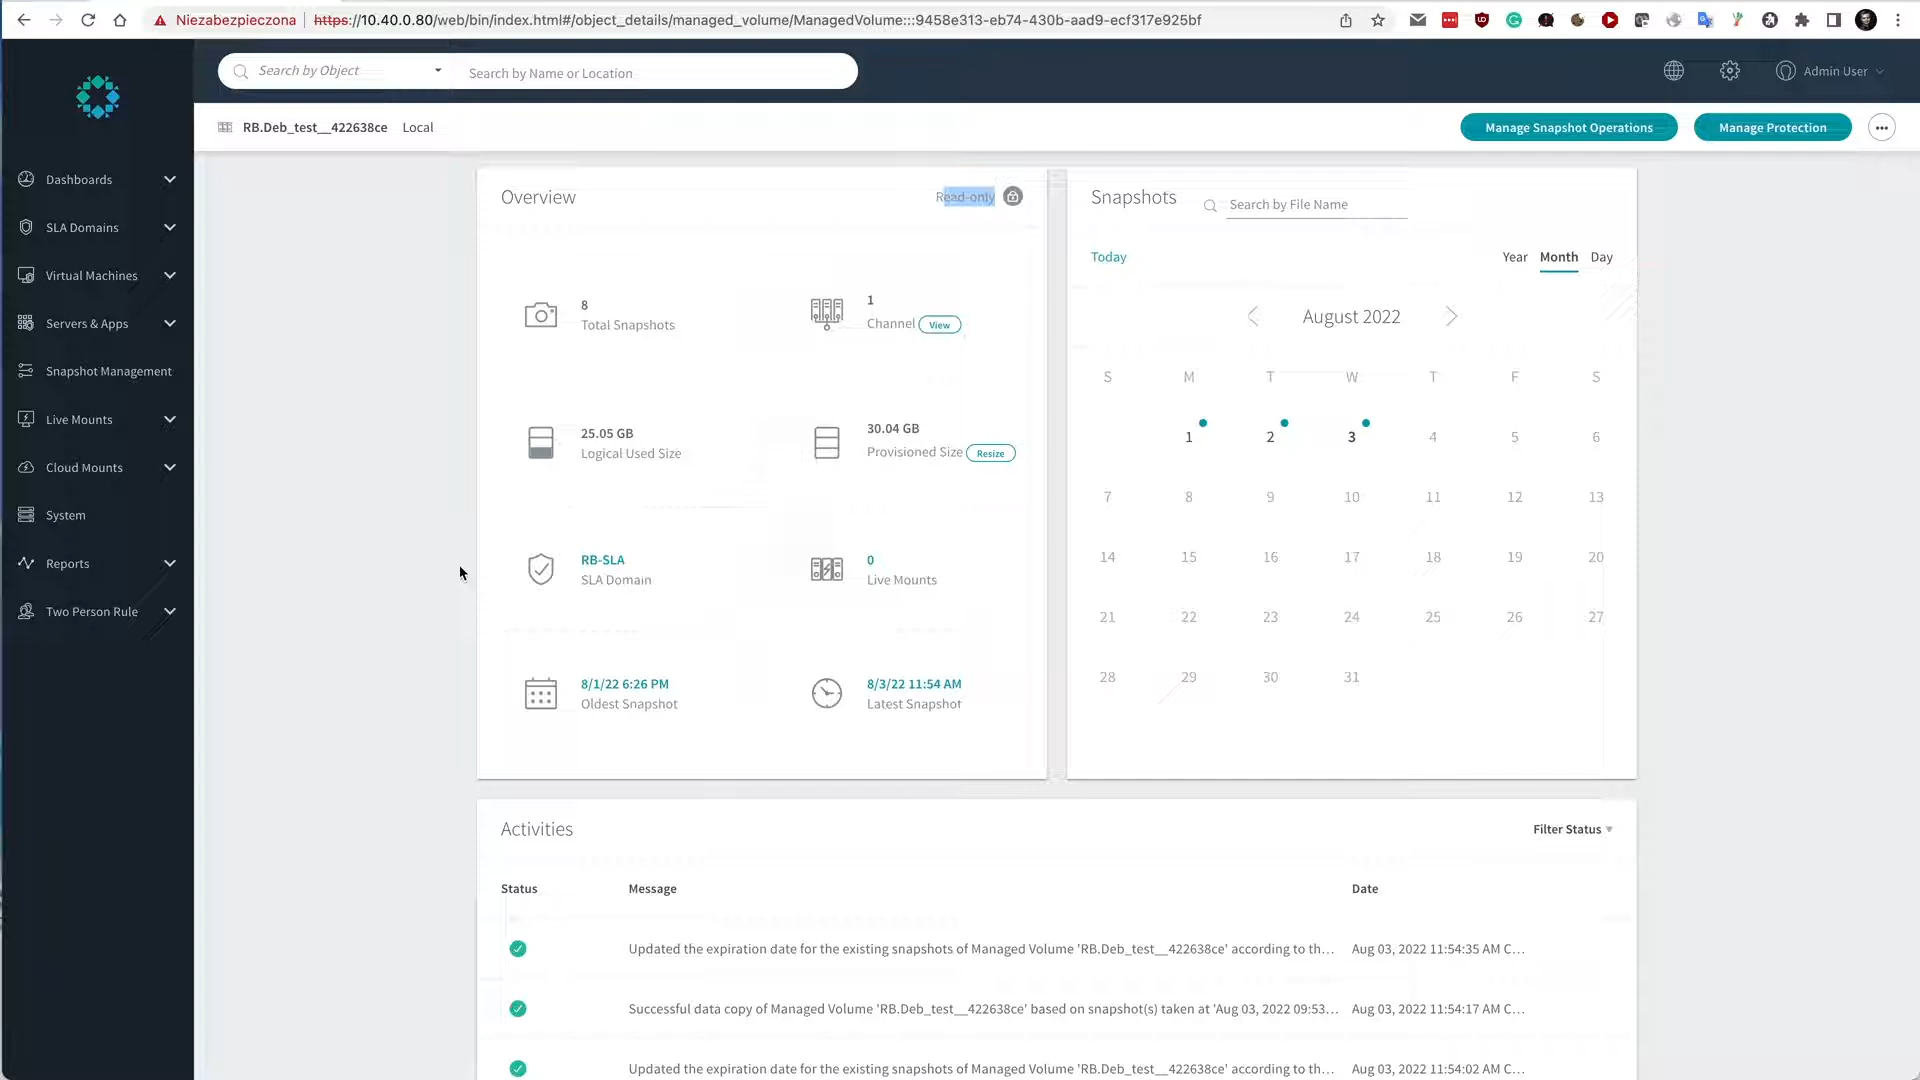 Niezabezpieczona https://10.40.0.80/web/bin/index.html#/object_details/managed_volume/ManagedVolume:::9458e313-eb74-430b-aad9-ecf317e925bf
Search by Object Search by Name or Location Admin User
RB.Deb_test__422638ce Local Manage Snapshot Operations Manage Protection
Dashboards
SLA Domains
Virtual Machines
Servers & Apps
Snapshot Management
Live Mounts
Cloud Mounts
System
Reports
Two Person Rule
Overview Read-only
8
Total Snapshots
1
Channel View
25.05 GB
Logical Used Size
30.04 GB
Provisioned Size Resize
RB-SLA
SLA Domain
0
Live Mounts
8/1/22 6:26 PM
Oldest Snapshot
8/3/22 11:54 AM
Latest Snapshot
Snapshots Search by File Name
Today Year Month Day
August 2022
S M T W T F S
1 2 3 4 5 6
7 8 9 10 11 12 13
14 15 16 17 18 19 20
21 22 23 24 25 26 27
28 29 30 31
Activities Filter Status
Status Message Date
Updated the expiration date for the existing snapshots of Managed Volume 'RB.Deb_test__422638ce' according to th... Aug 03, 2022 11:54:35 AM C...
Successful data copy of Managed Volume 'RB.Deb_test__422638ce' based on snapshot(s) taken at 'Aug 03, 2022 09:53... Aug 03, 2022 11:54:17 AM C...
Updated the expiration date for the existing snapshots of Managed Volume 'RB.Deb_test__422638ce' according to th... Aug 03, 2022 11:54:02 AM C...